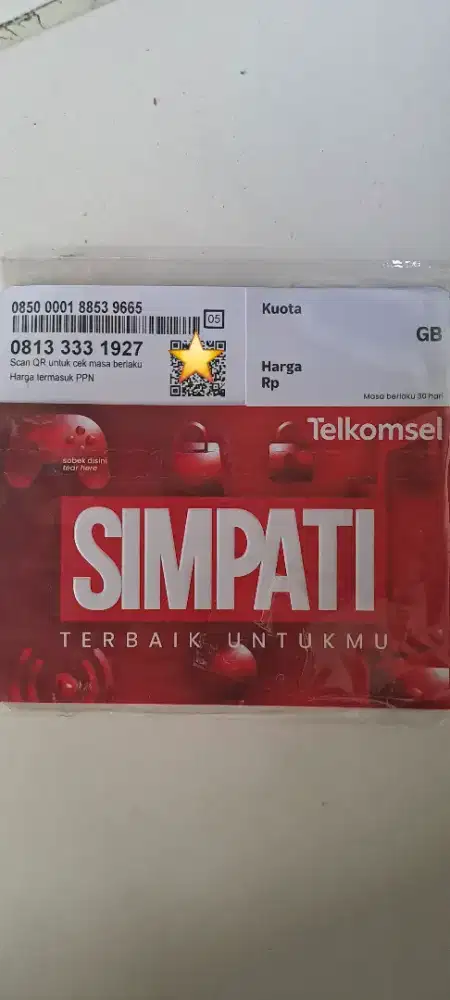 0850 0001 8853 9665
05
0813 333 1927
Scan QR untuk cek masa berlaku
Harga termasuk PPN
Kuota
GB
Harga
Rp
Masa berlaku 30 hari
Telkomsel
sobek disini
tear here
SIMPATI
TERBAIK UNTUKMU